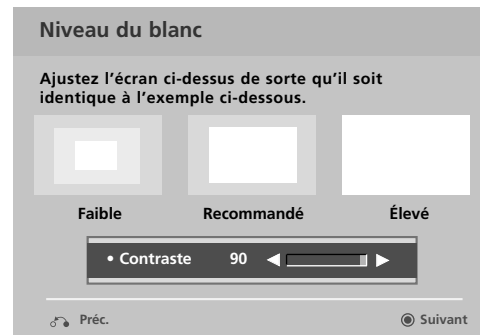 Niveau du blanc
Ajustez l'écran ci-dessus de sorte qu'il soit
identique à l'exemple ci-dessous.
Faible Recommandé Élevé
• Contraste 90
Préc. Suivant